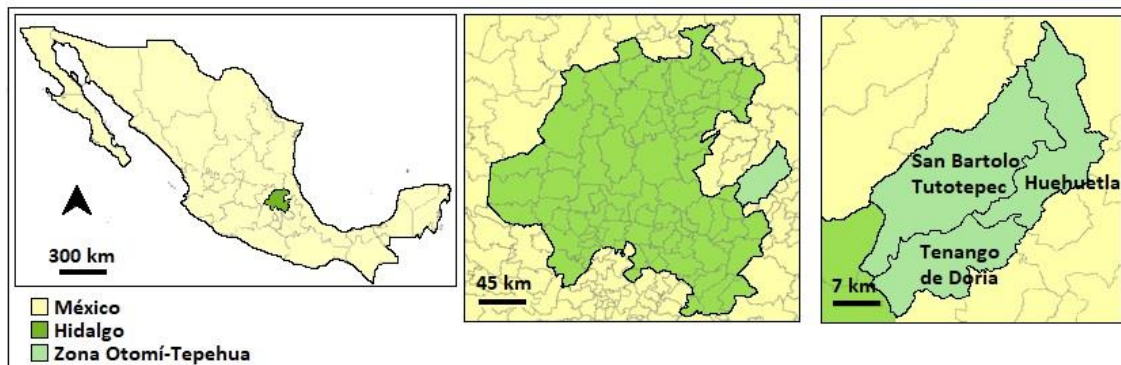 300 km
México
Hidalgo
Zona Otomí-Tepehua
45 km
San Bartolo
Tutotepec
Huehuetla
Tenango
de Doria
7 km